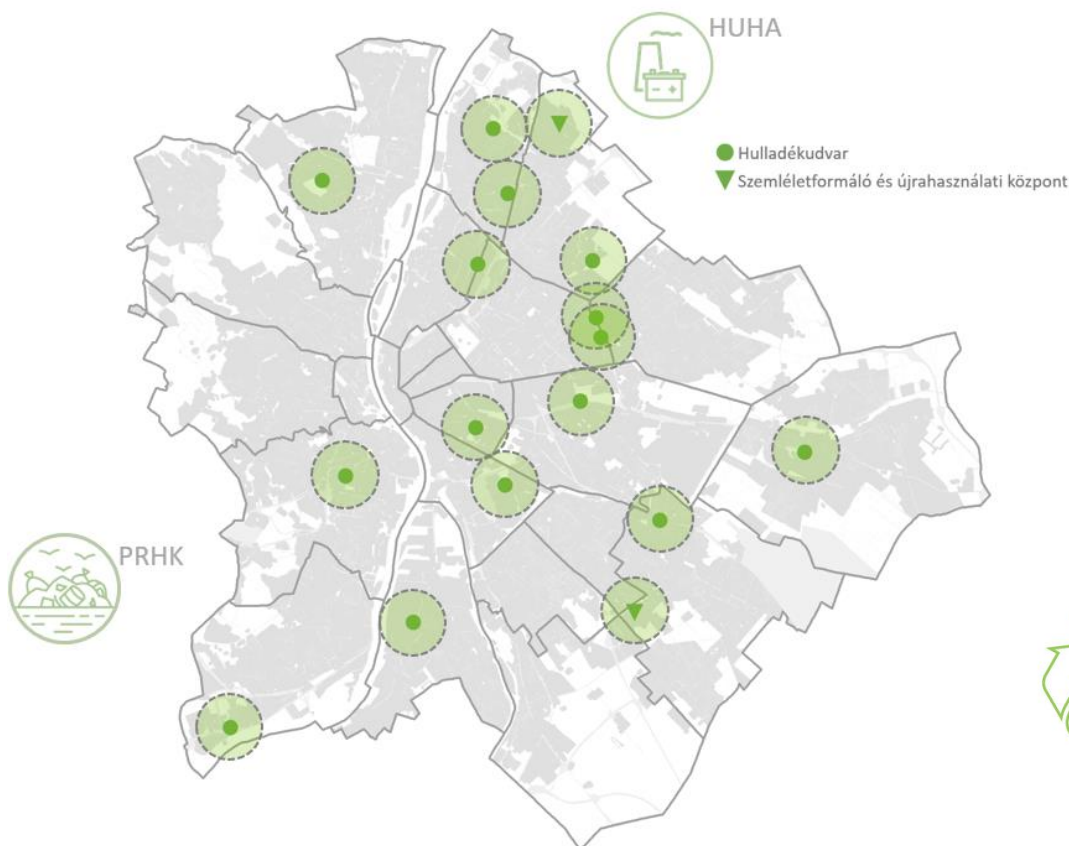 HUHA
Hulladékudvar
Szemléletformáló és újrahasználati központ
PRHK